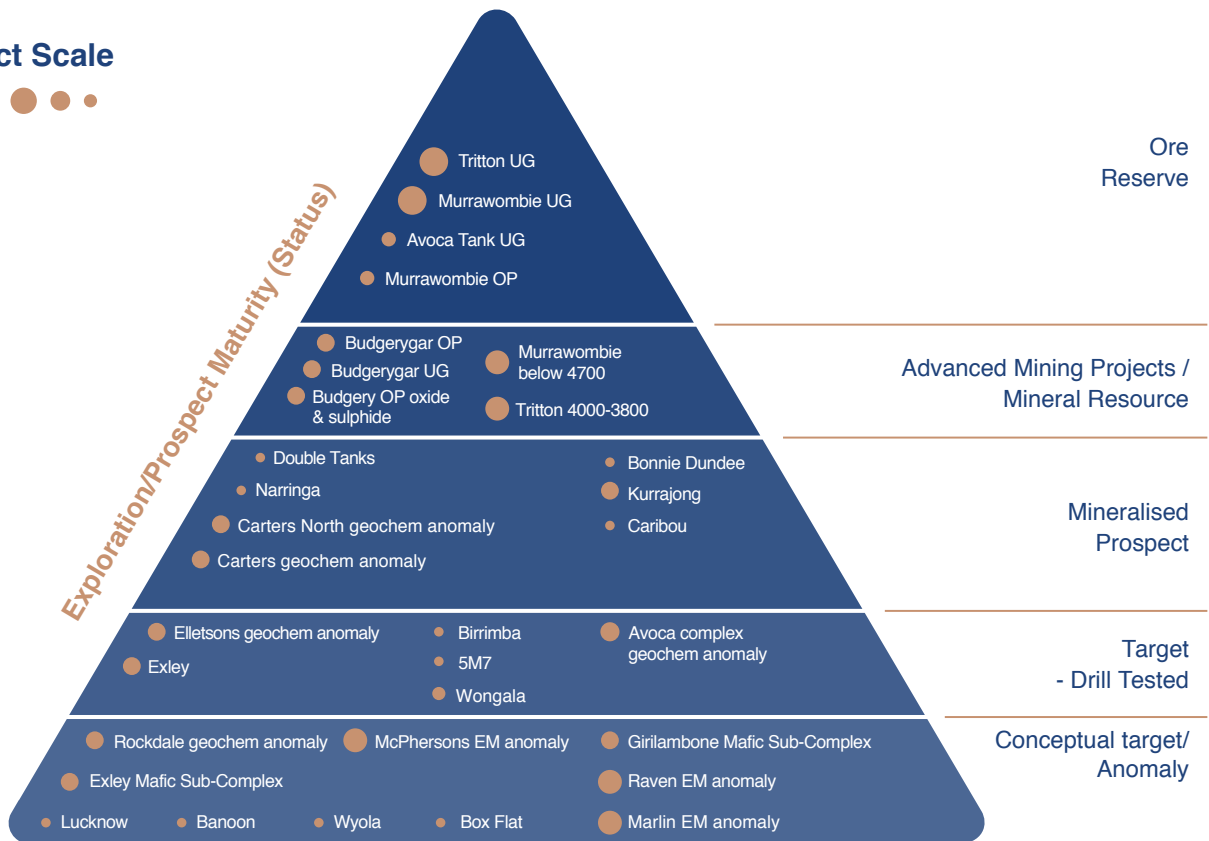 ct Scale
Exploration/Prospect Maturity (Status)
Tritton UG
Murrawombie UG
Avoca Tank UG
Murrawombie OP
Ore
Reserve
Budgerygar OP
Budgerygar UG
Budgery OP oxide
& sulphide
Murrawombie
below 4700
Tritton 4000-3800
Advanced Mining Projects /
Mineral Resource
Double Tanks
Narringa
Carters North geochem anomaly
Carters geochem anomaly
Bonnie Dundee
Kurrajong
Caribou
Mineralised
Prospect
Elletsons geochem anomaly
Exley
Birrimba
5M7
Wongala
Avoca complex
geochem anomaly
Target
- Drill Tested
Rockdale geochem anomaly
McPhersons EM anomaly
Girilambone Mafic Sub-Complex
Exley Mafic Sub-Complex
Raven EM anomaly
Lucknow
Banoon
Wyola
Box Flat
Marlin EM anomaly
Conceptual target/
Anomaly